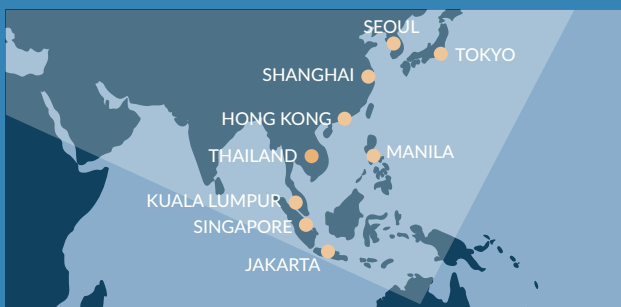 SEOUL
TOKYO
SHANGHAI
HONG KONG
THAILAND
MANILA
KUALA LUMPUR
SINGAPORE
JAKARTA